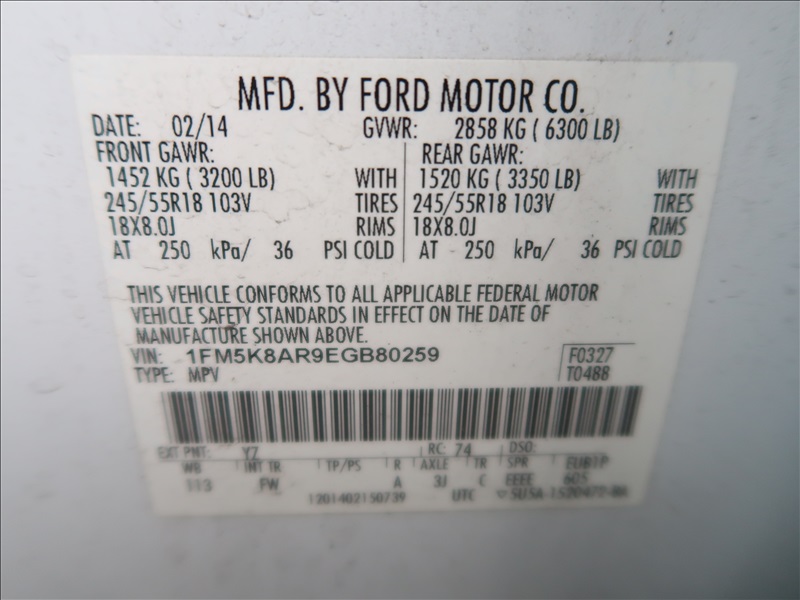 MFD. BY FORD MOTOR CO.
DATE: 02/14 GVWR: 2858 KG ( 6300 LB)
FRONT GAWR: REAR GAWR:
1452 KG ( 3200 LB) WITH 1520 KG ( 3350 LB) WITH
245/55R18 103V TIRES 245/55R18 103V TIRES
18X8.0J RIMS 18X8.0J RIMS
AT 250 kPa/ 36 PSI COLD AT 250 kPa/ 36 PSI COLD
THIS VEHICLE CONFORMS TO ALL APPLICABLE FEDERAL MOTOR
VEHICLE SAFETY STANDARDS IN EFFECT ON THE DATE OF
MANUFACTURE SHOWN ABOVE.
VIN: 1FM5K8AR9EGB80259 F0327
TYPE: MPV T0488
EXT PNT: YZ RC: 74 DSO:
WB INT TR TP/PS R AXLE TR SPR EUB1P
113 FW A 3J C EEEE 605
1201402150739 UTC